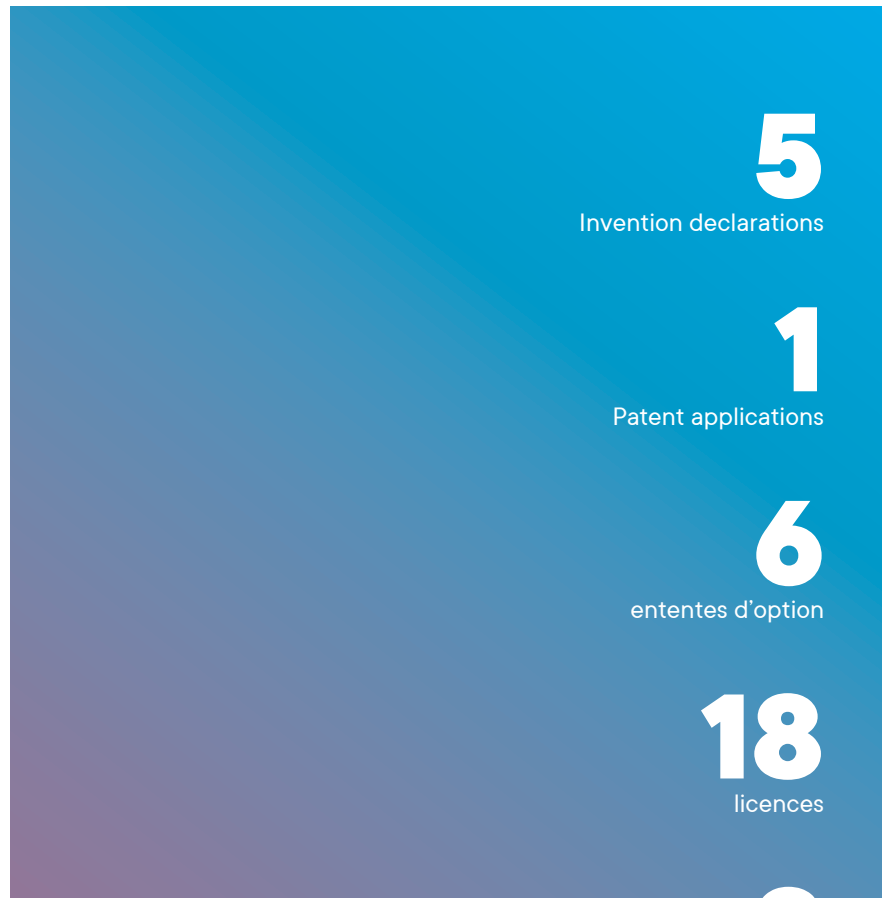 5
Invention declarations
1
Patent applications
6
ententes d’option
18
licences